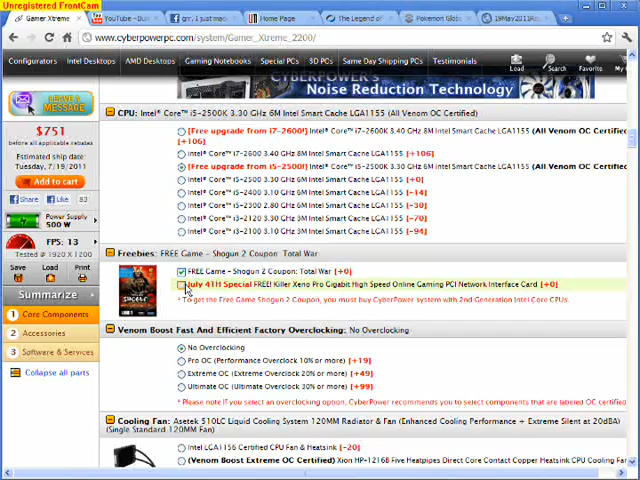 Unregistered FrontCam
Gamer Xtreme
YouTube
grr, I just made
Home Page
The Legend of
Pokemon Globa
19May2011R
www.cyberpowerpc.com/system/Gamer_Xtreme_2200/
Configurators Intel Desktops AMD Desktops Gaming Notebooks Special PCs 3D PCs Same Day Shipping PCs Testimonials
Load Search Favorite My
CYBERPOWER'S
Noise Reduction Technology
LEAVE A
MESSAGE
$751
before all applicable rebates
Estimated ship date:
Tuesday, 7/19/2011
Add to cart
Share Like 83
Power Supply
500 W
FPS: 13
Tested @ 1920 X 1200
Save Load Print
Summarize
1 Core Components
2 Accessories
3 Software & Services
Collapse all parts
CPU: Intel® Core™ i5-2500K 3.30 GHz 6M Intel Smart Cache LGA1155 (All Venom OC Certified)
[Free upgrade from i7-2600!] Intel® Core™ i7-2600K 3.40 GHz 8M Intel Smart Cache LGA1155 (All Venom OC Certified
[+106]
Intel® Core™ i7-2600 3.40 GHz 8M Intel Smart Cache LGA1155 [+106]
[Free upgrade from i5-2500!] Intel® Core™ i5-2500K 3.30 GHz 6M Intel Smart Cache LGA1155 (All Venom OC Certified
Intel® Core™ i5-2500 3.30 GHz 6M Intel Smart Cache LGA1155 [+0]
Intel® Core™ i5-2400 3.10 GHz 6M Intel Smart Cache LGA1155 [-14]
Intel® Core™ i5-2300 2.80 GHz 6M Intel Smart Cache LGA1155 [-30]
Intel® Core™ i3-2120 3.30 GHz 3M Intel Smart Cache LGA1155 [-70]
Intel® Core™ i3-2100 3.10 GHz 3M Intel Smart Cache LGA1155 [-94]
Freebies: FREE Game - Shogun 2 Coupon: Total War
FREE Game - Shogun 2 Coupon: Total War [+0]
July 4TH Special FREE! Killer Xeno Pro Gigabit High Speed Online Gaming PCI Network Interface Card [+0]
* To get the Free Game Shogun 2 Coupon, you must buy CyberPower system with 2nd Generation Intel Core CPUs.
Venom Boost Fast And Efficient Factory Overclocking: No Overclocking
No Overclocking
Pro OC (Performance Overclock 10% or more) [+19]
Extreme OC (Extreme Overclock 20% or more) [+49]
Ultimate OC (Ultimate Overclock 30% or more) [+99]
* Please note if you select an overclocking option, CyberPower recommends you to select components that are labeled OC certified
Cooling Fan: Asetek 510LC Liquid Cooling System 120MM Radiator & Fan (Enhanced Cooling Performance + Extreme Silent at 20dBA)
(Single Standard 120MM Fan)
Intel LGA1156 Certified CPU Fan & Heatsink [-20]
(Venom Boost Extreme OC Certified) Xion HP-1216B Five Heatpipes Direct Core Contact Copper Heatsink CPU Cooling F